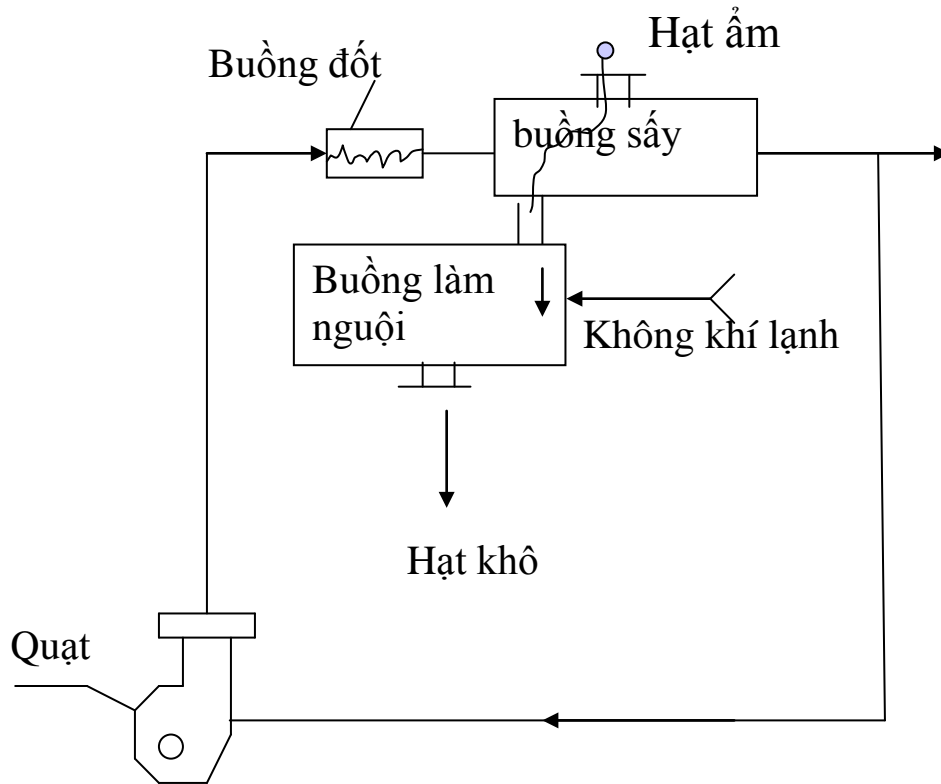 Hạt ẩm
Buồng đốt
buồng sấy
Buồng làm
nguội
Không khí lạnh
Hạt khô
Quạt